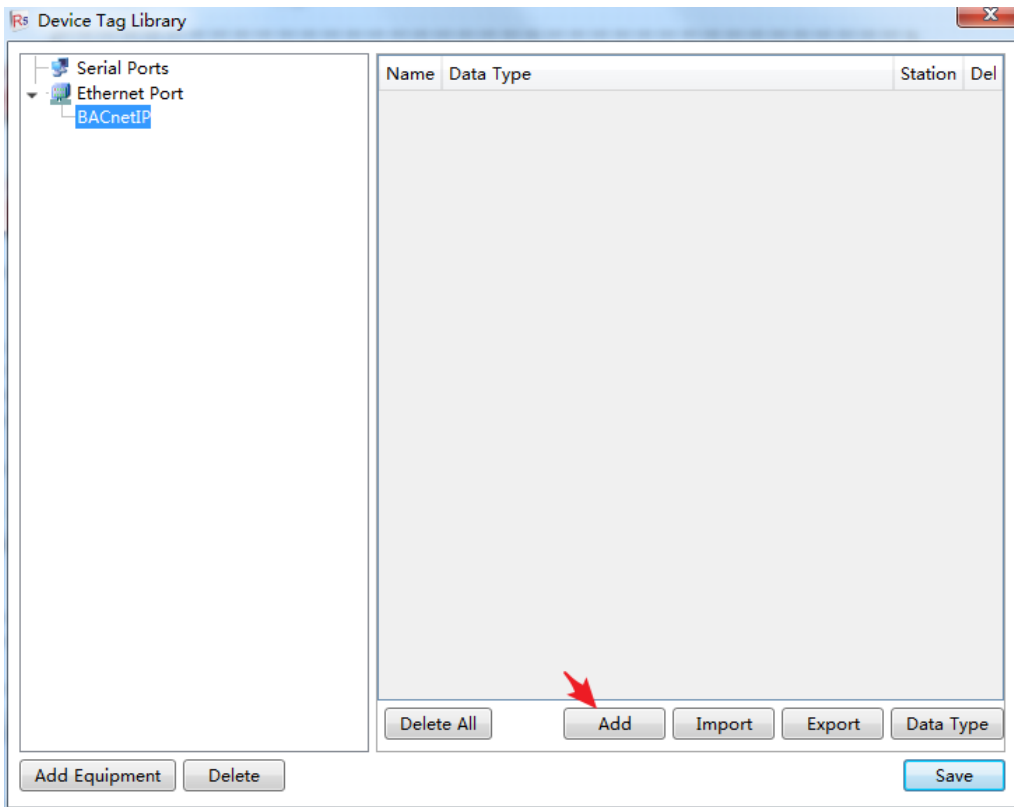 RS Device Tag Library
X
Serial Ports
Ethernet Port
BACnetIP
Name Data Type Station Del
Delete All Add Import Export Data Type
Add Equipment Delete Save